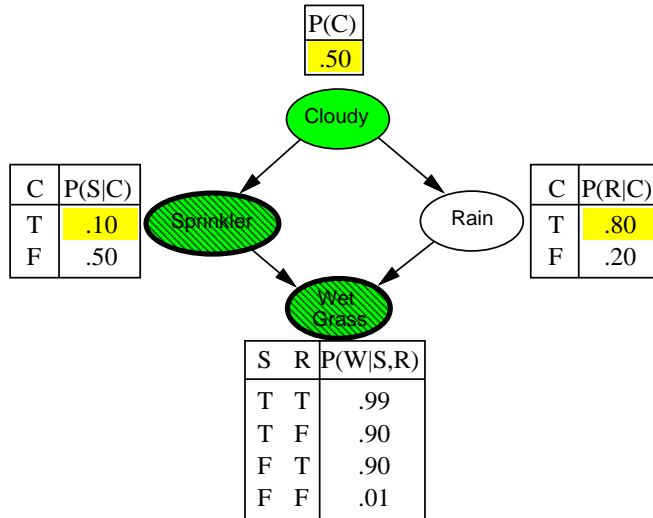 P(C)
.50
Cloudy
C P(S|C)
T .10
F .50
Sprinkler
Rain
C P(R|C)
T .80
F .20
Wet
Grass
S R P(W|S,R)
T T .99
T F .90
F T .90
F F .01